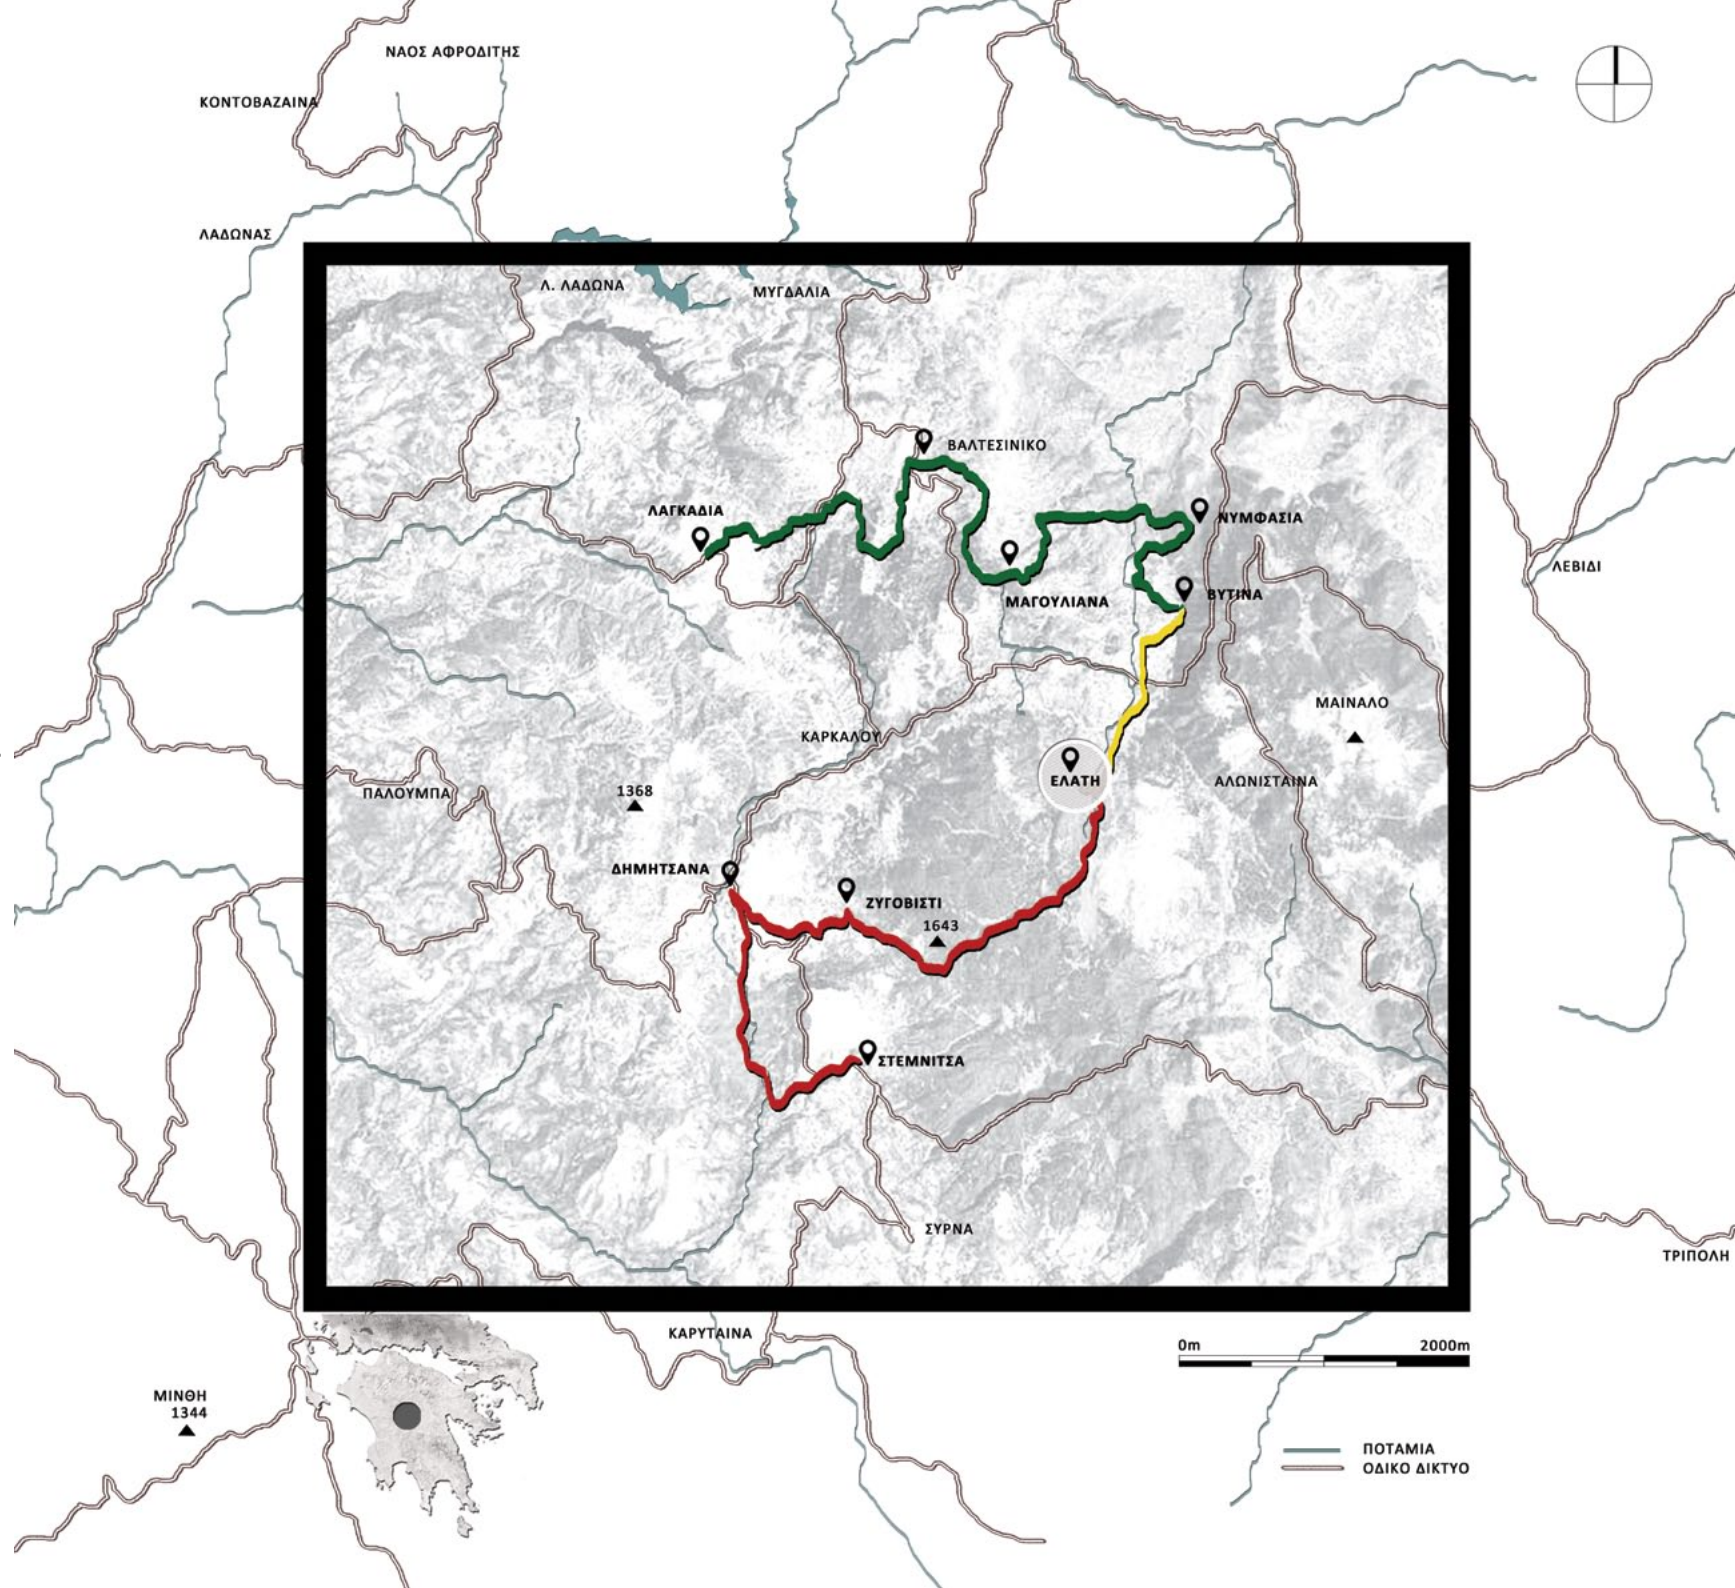 ΝΑΟΣ ΑΦΡΟΔΙΤΗΣ
ΚΟΝΤΟΒΑΖΑΙΝΑ
ΛΑΔΩΝΑΣ
Λ. ΛΑΔΩΝΑ
ΜΥΓΔΑΛΙΑ
ΒΑΛΤΕΣΙΝΙΚΟ
ΛΑΓΚΑΔΙΑ
ΝΥΜΦΑΣΙΑ
ΛΕΒΙΔΙ
ΜΑΓΟΥΛΙΑΝΑ
ΒΥΤΙΝΑ
ΜΑΙΝΑΛΟ
ΚΑΡΚΑΛΟΥ
ΕΛΑΤΗ
ΑΛΩΝΙΣΤΑΙΝΑ
ΠΑΛΟΥΜΠΑ
1368
ΔΗΜΗΤΣΑΝΑ
ΖΥΓΟΒΙΣΤΙ
1643
ΣΤΕΜΝΙΤΣΑ
ΣΥΡΝΑ
ΤΡΙΠΟΛΗ
ΚΑΡΥΤΑΙΝΑ
0m 2000m
ΜΙΝΘΗ
1344
ΠΟΤΑΜΙΑ
ΟΔΙΚΟ ΔΙΚΤΥΟ